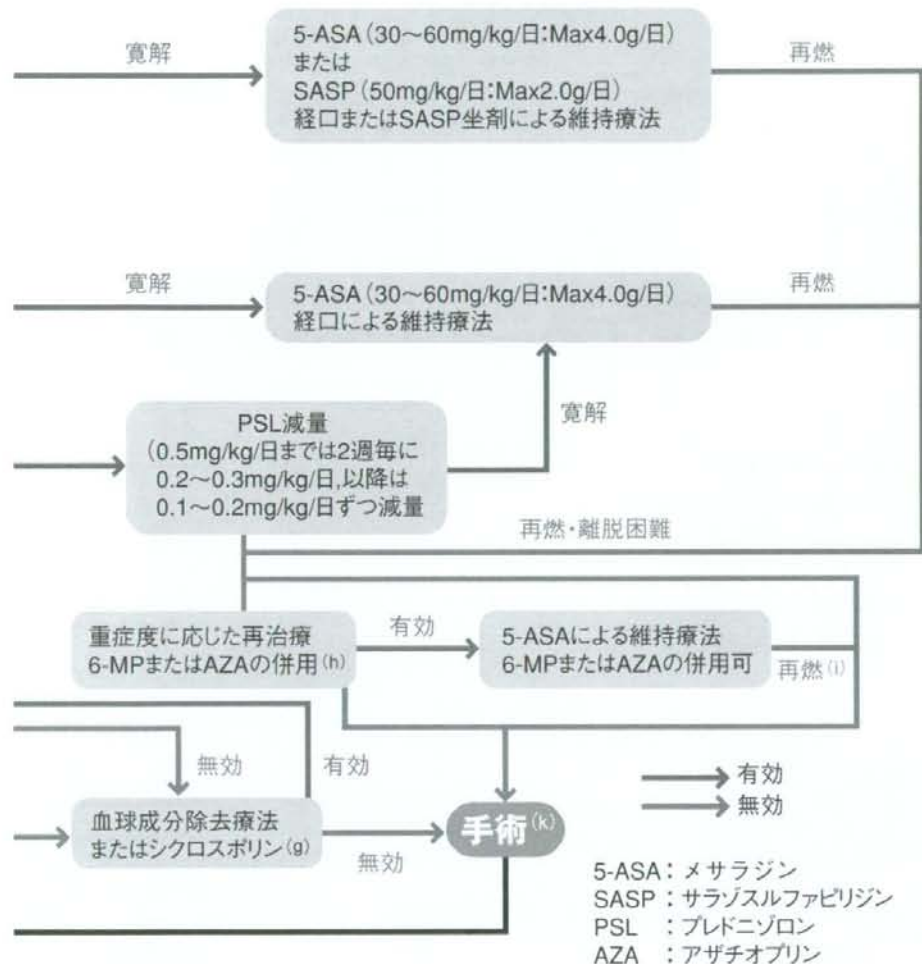 寛解
5-ASA(30〜60mg/kg/日:Max4.0g/日)
または
SASP(50mg/kg/日:Max2.0g/日)
経口またはSASP坐剤による維持療法
再燃
寛解
5-ASA(30〜60mg/kg/日:Max4.0g/日)
経口による維持療法
再燃
PSL減量
(0.5mg/kg/日までは2週毎に
0.2〜0.3mg/kg/日,以降は
0.1〜0.2mg/kg/日ずつ減量
寛解
再燃・離脱困難
重症度に応じた再治療
6-MPまたはAZAの併用(h)
有効
5-ASAによる維持療法
6-MPまたはAZAの併用可
再燃(i)
無効
有効
血球成分除去療法
またはシクロスポリン(g)
無効
手術(k)
有効
無効
5-ASA:メサラジン
SASP:サラゾスルファピリジン
PSL:プレドニゾロン
AZA:アザチオプリン